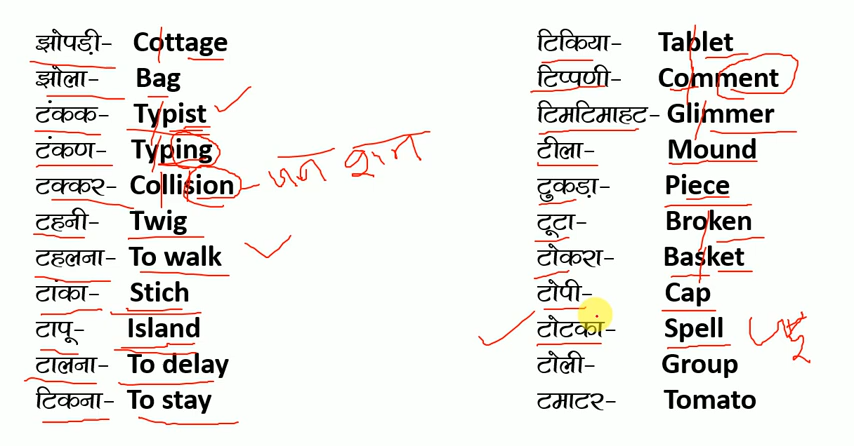 झोपड़ी- Cottage
झोला- Bag
टंकक- Typist
टंकण- Typing
टक्कर- Collision
टहनी- Twig
टहलना- To walk
टांका- Stich
टापू- Island
टालना- To delay
टिकना- To stay
टिकिया- Tablet
टिप्पणी- Comment
टिमटिमाहट- Glimmer
टीला- Mound
टुकड़ा- Piece
टूटा- Broken
टोकरा- Basket
टोपी- Cap
टोटकां- Spell
टोली- Group
टमाटर- Tomato